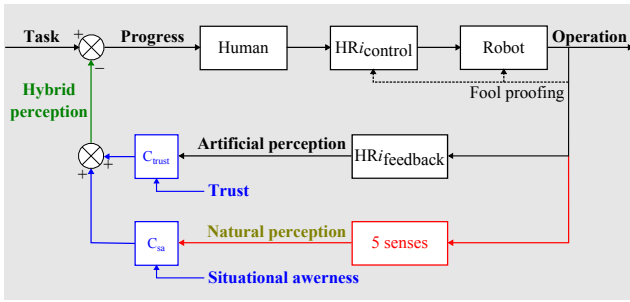 Task
+
−
Progress
Human
HRicontrol
Robot
Operation
Fool proofing
Hybrid
perception
Artificial perception
HRifeedback
Ctrust
+
+
Trust
Natural perception
5 senses
Csa
Situational awerness